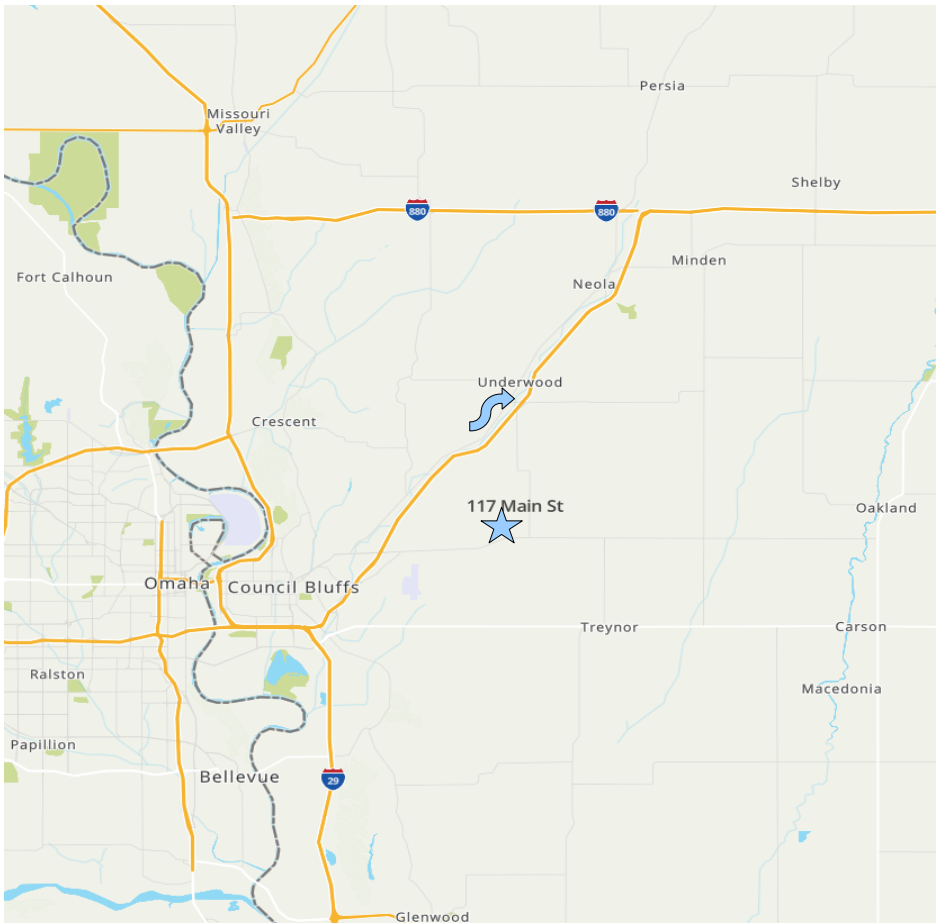 Persia
Missouri
Valley
Shelby
880
880
Minden
Fort Calhoun
Neola
Underwood
Crescent
117 Main St
Oakland
Omaha
Council Bluffs
Treynor
Carson
Ralston
Macedonia
Papillion
Bellevue
29
Glenwood